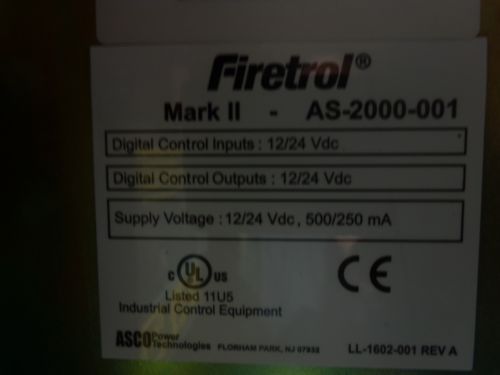 Firetrol®
Mark II - AS-2000-001
Digital Control Inputs : 12/24 Vdc
Digital Control Outputs : 12/24 Vdc
Supply Voltage : 12/24 Vdc, 500/250 mA
C UL US
CE
Listed 11U5
Industrial Control Equipment
ASCO Power Technologies FLORHAM PARK, NJ 07932 LL-1602-001 REV A